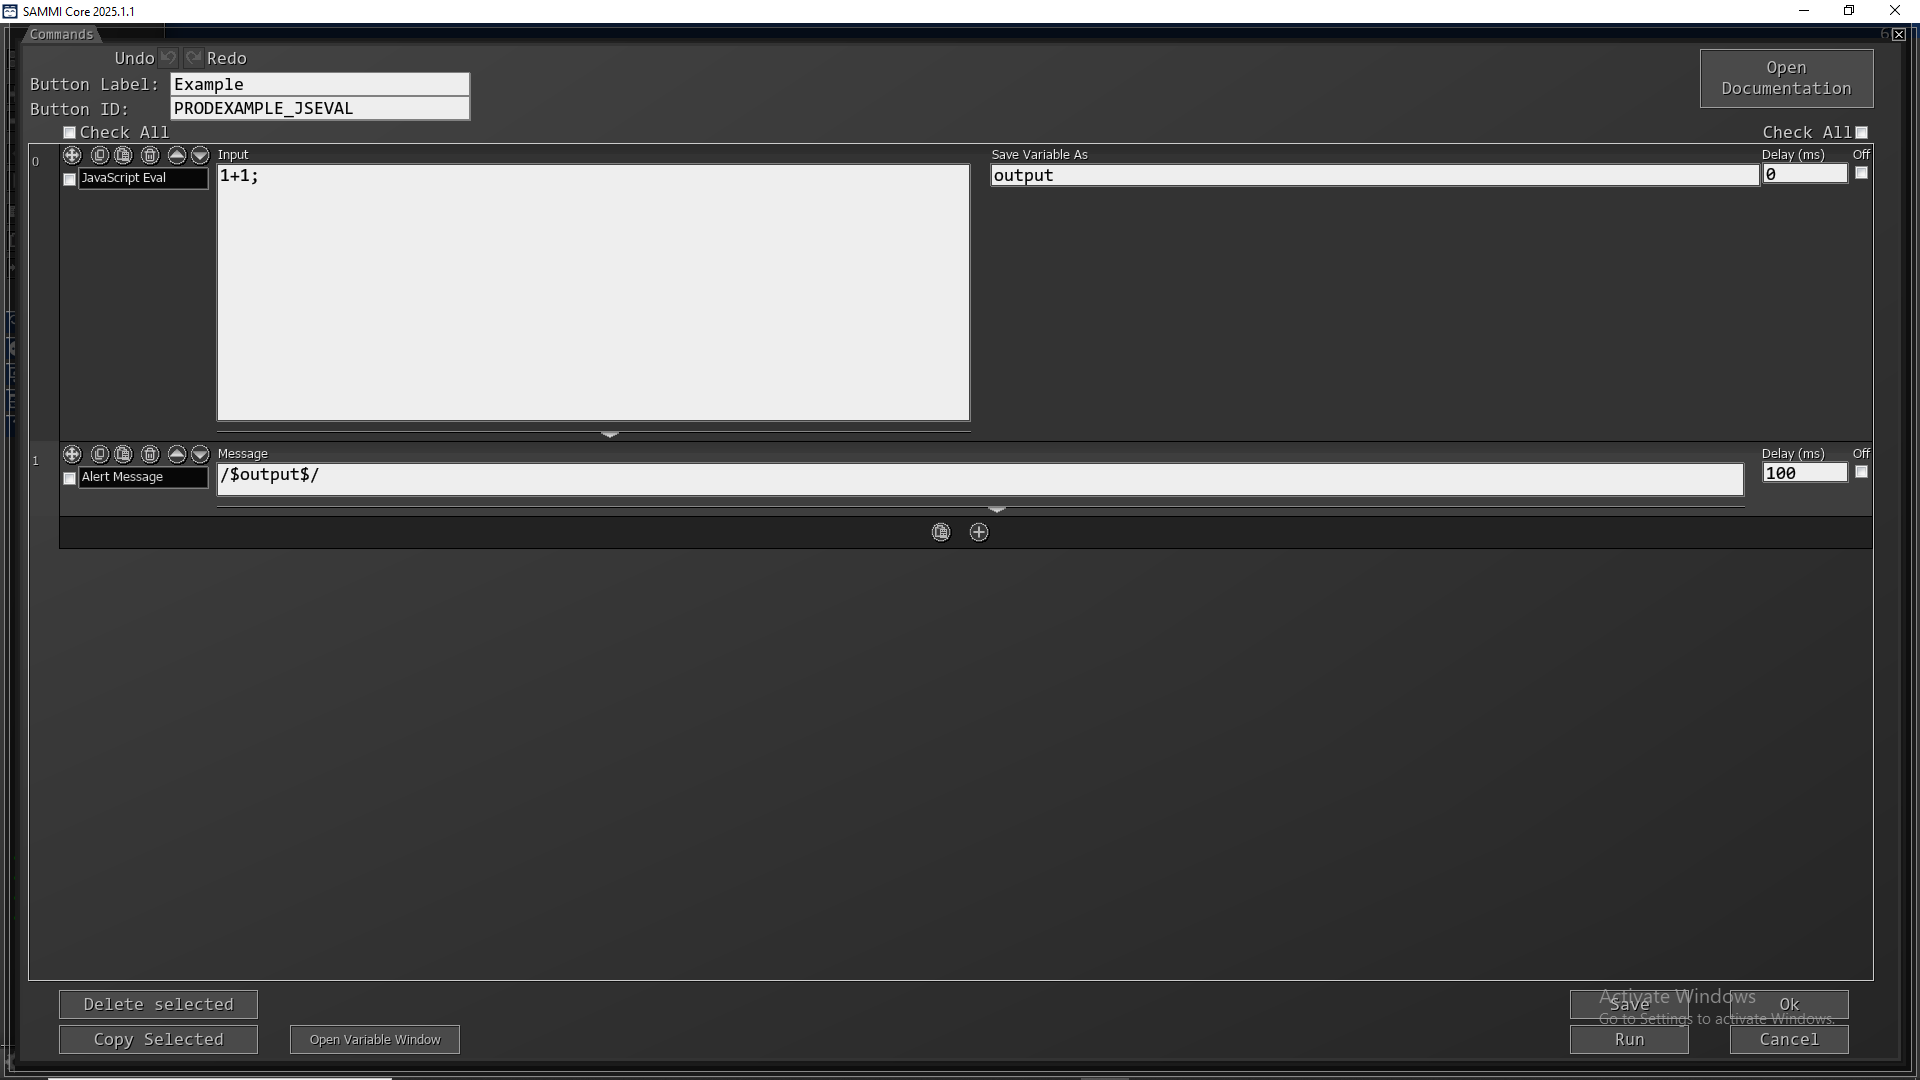 SAMMI Core 2025.1.1
Commands
Undo Redo
Button Label: Example
Button ID: PRODEXAMPLE_JSEVAL
Open
Documentation
Check All
Check All
0
Input
Save Variable As
Delay (ms)
Off
JavaScript Eval
1+1;
output
0
1
Message
Delay (ms)
Off
Alert Message
/$output$/
100
Delete selected
Save
Ok
Copy Selected
Open Variable Window
Run
Cancel
Activate Windows
Go to Settings to activate Windows.